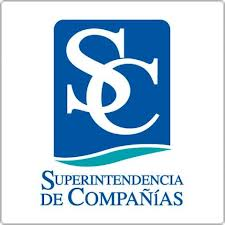 SC
SUPERINTENDENCIA
DE COMPAÑÍAS